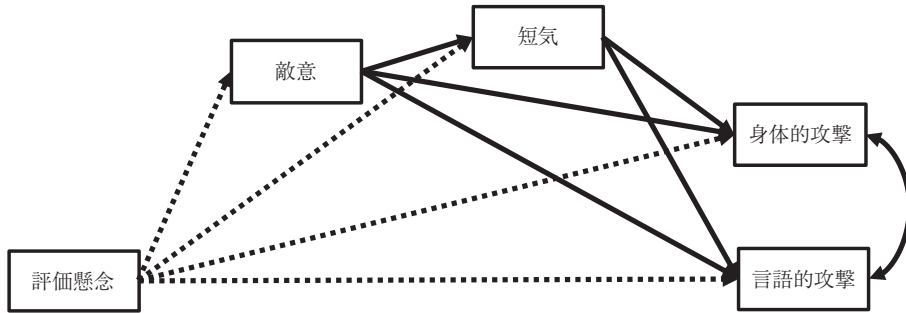 短気
敵意
身体的攻撃
評価懸念
言語的攻撃